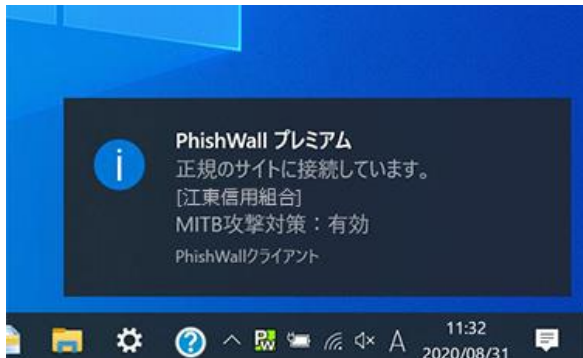 PhishWall プレミアム
正規のサイトに接続しています。
[江東信用組合]
MITB攻撃対策：有効
PhishWallクライアント
A
11:32
2020/08/31